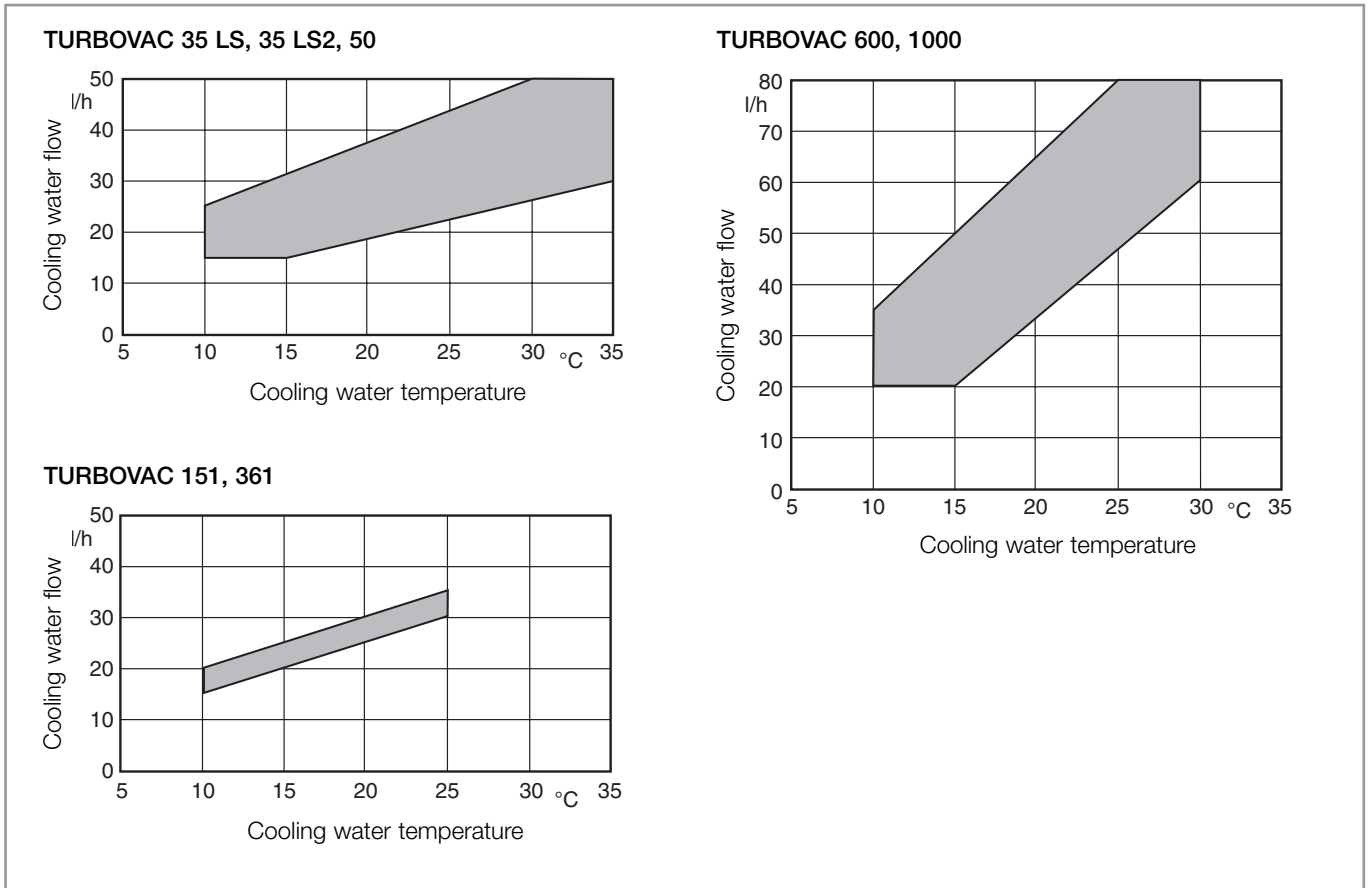 TURBOVAC 35 LS, 35 LS2, 50
50
l/h
40
30
20
10
0
Cooling water flow
5 10 15 20 25 30 °C 35
Cooling water temperature
TURBOVAC 600, 1000
80
l/h
70
60
50
40
30
20
10
0
Cooling water flow
5 10 15 20 25 30 °C 35
Cooling water temperature
TURBOVAC 151, 361
50
l/h
40
30
20
10
0
Cooling water flow
5 10 15 20 25 30 °C 35
Cooling water temperature